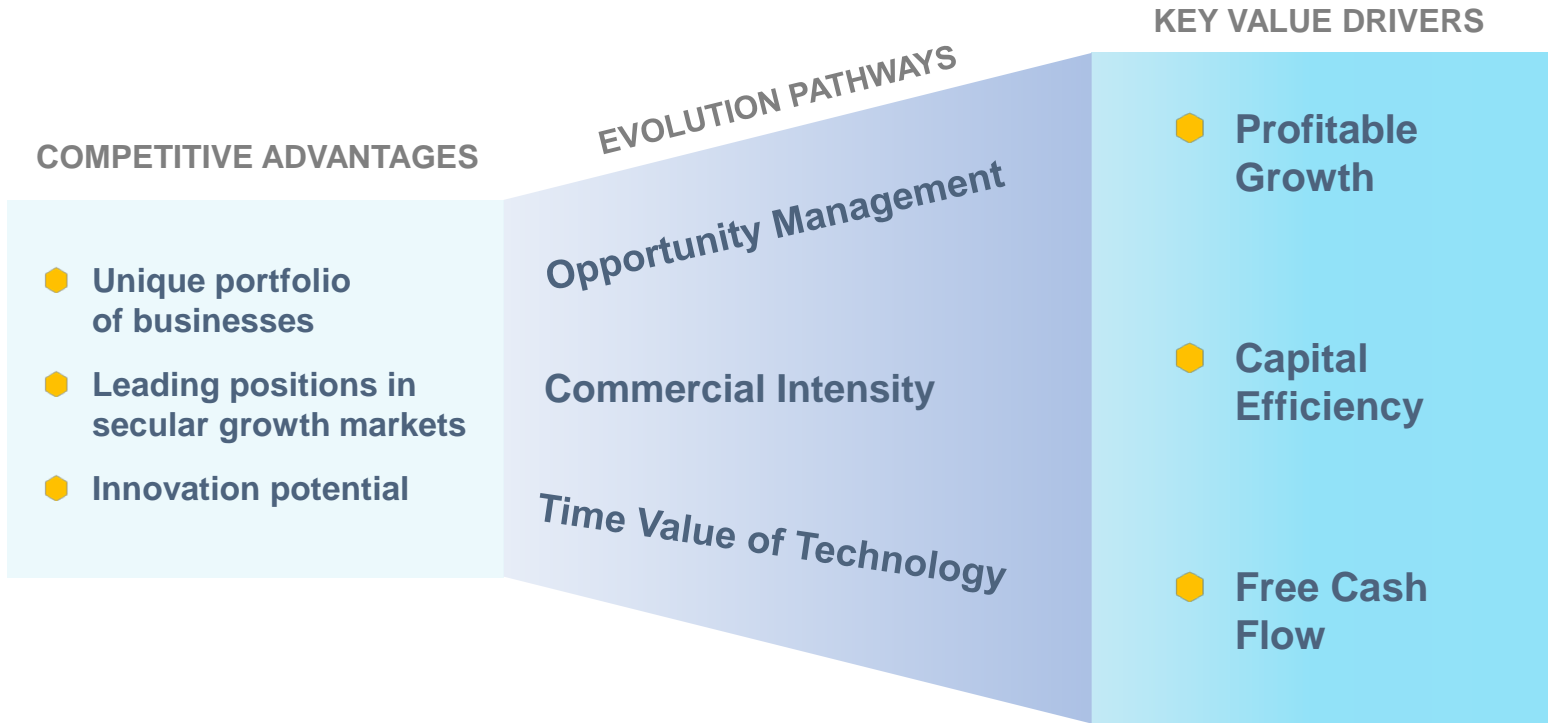 COMPETITIVE ADVANTAGES
Unique portfolio
of businesses
Leading positions in
secular growth markets
Innovation potential
EVOLUTION PATHWAYS
Opportunity Management
Commercial Intensity
Time Value of Technology
KEY VALUE DRIVERS
Profitable
Growth
Capital
Efficiency
Free Cash
Flow